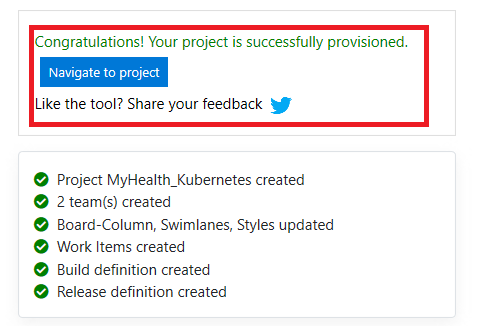 Congratulations! Your project is successfully provisioned.
Navigate to project
Like the tool? Share your feedback
Project MyHealth_Kubernetes created
2 team(s) created
Board-Column, Swimlanes, Styles updated
Work Items created
Build definition created
Release definition created